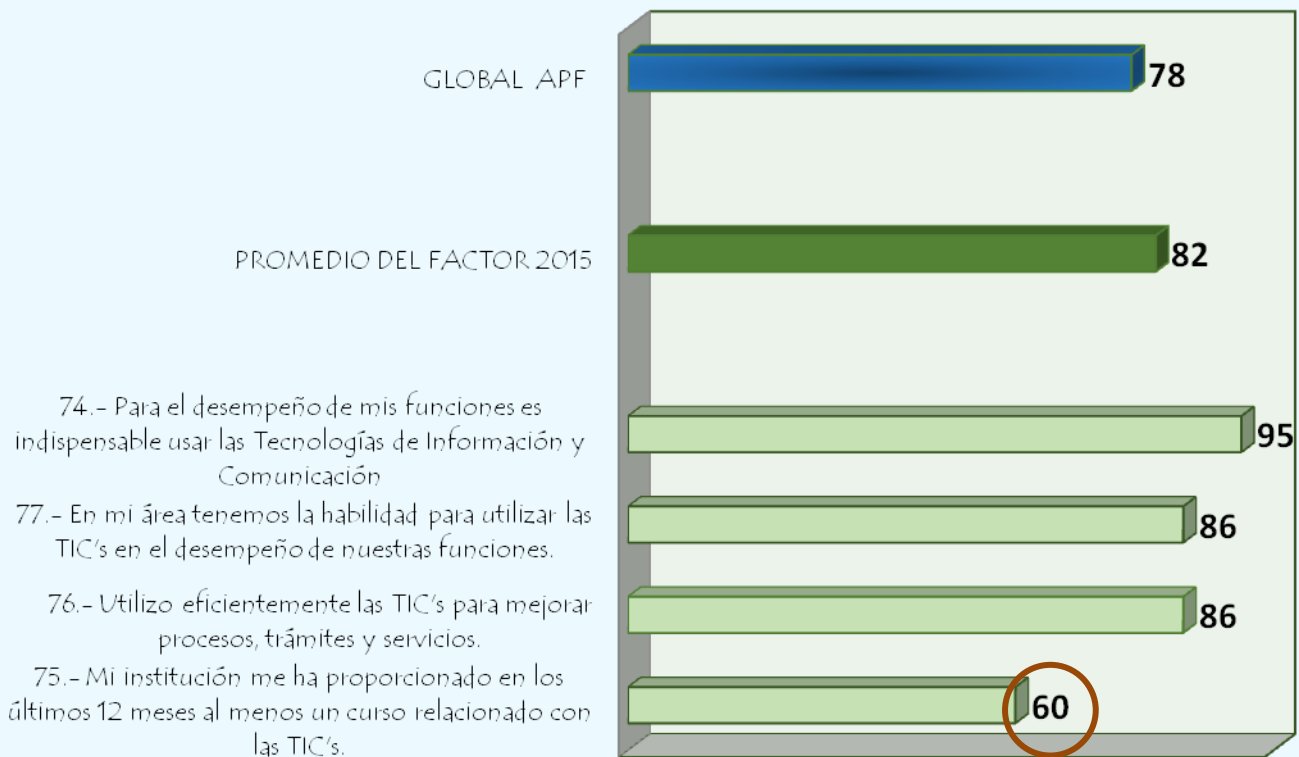 GLOBAL APF
78
PROMEDIO DEL FACTOR 2015
82
74.- Para el desempeño de mis funciones es
indispensable usar las Tecnologías de Información y
Comunicación
95
77.- En mi área tenemos la habilidad para utilizar las
TIC's en el desempeño de nuestras funciones.
86
76.- Utilizo eficientemente las TIC's para mejorar
procesos, trámites y servicios.
86
75.- Mi institución me ha proporcionado en los
últimos 12 meses al menos un curso relacionado con
las TIC's.
60